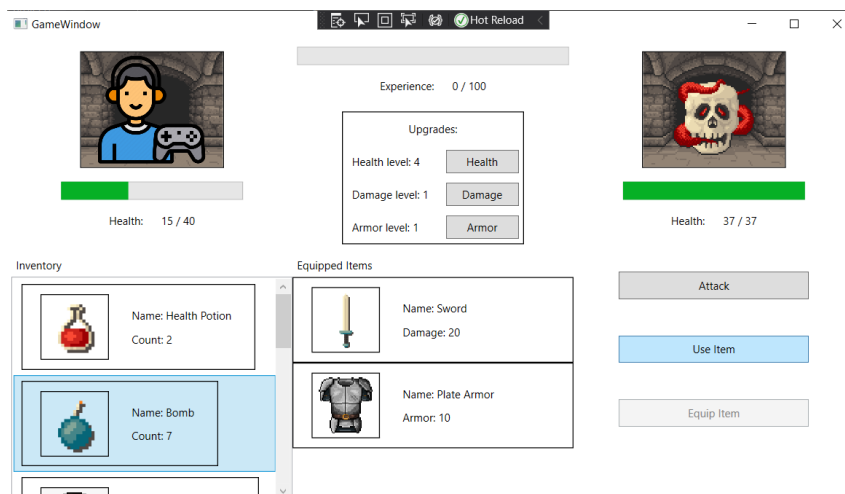 GameWindow
Hot Reload
Experience: 0 / 100
Upgrades:
Health level: 4 Health
Damage level: 1 Damage
Armor level: 1 Armor
Health: 15 / 40
Health: 37 / 37
Inventory
Equipped Items
Name: Health Potion
Count: 2
Name: Bomb
Count: 7
Name: Sword
Damage: 20
Name: Plate Armor
Armor: 10
Attack
Use Item
Equip Item